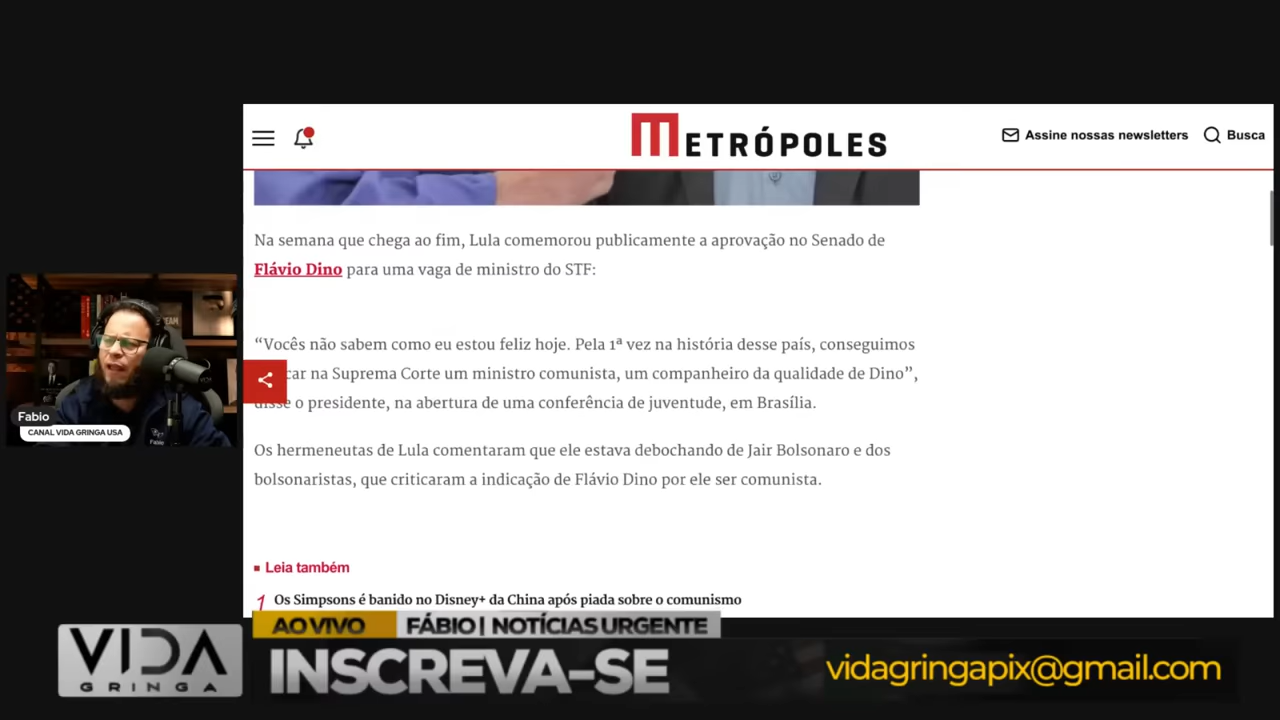 METRÓPOLES
Assine nossas newsletters
Busca
Na semana que chega ao fim, Lula comemorou publicamente a aprovação no Senado de
Flávio Dino para uma vaga de ministro do STF:
“Vocês não sabem como eu estou feliz hoje. Pela 1ª vez na história desse país, conseguimos
car na Suprema Corte um ministro comunista, um companheiro da qualidade de Dino”,
disse o presidente, na abertura de uma conferência de juventude, em Brasília.
Os hermeneutas de Lula comentaram que ele estava debochando de Jair Bolsonaro e dos
bolsonaristas, que criticaram a indicação de Flávio Dino por ele ser comunista.
Leia também
1 Os Simpsons é banido no Disney+ da China após piada sobre o comunismo
Fabio
CANAL VIDA GRINGA USA
AO VIVO
FÁBIO | NOTÍCIAS URGENTE
VIDA
GRINGA
INSCREVA-SE
vidagringapix@gmail.com